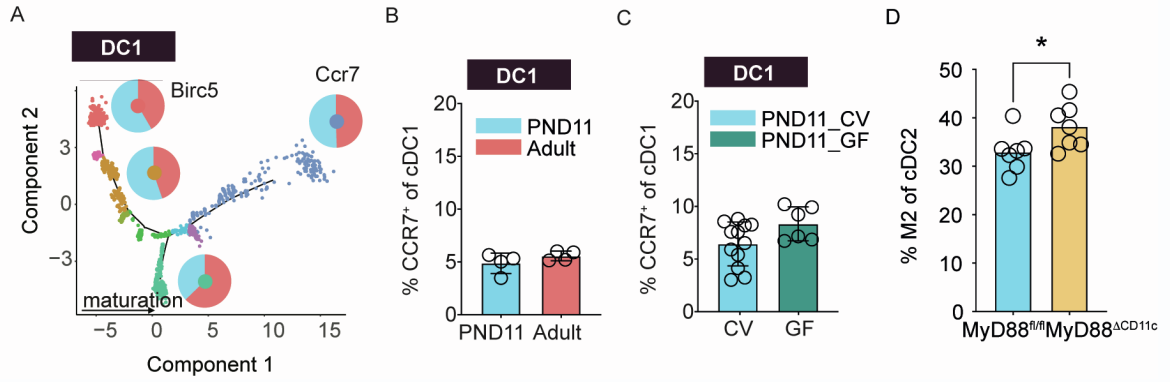 A
DC1
Birc5
Ccr7
Component 2
3
0
−3
maturation
−5
0
5
10
15
Component 1
B
DC1
% CCR7⁺ of cDC1
20
15
10
5
0
PND11
Adult
PND11 Adult
C
DC1
% CCR7⁺ of cDC1
20
15
10
5
0
PND11_CV
PND11_GF
CV GF
D
*
% M2 of cDC2
50
40
30
20
10
0
MyD88fl/fl MyD88ΔCD11c